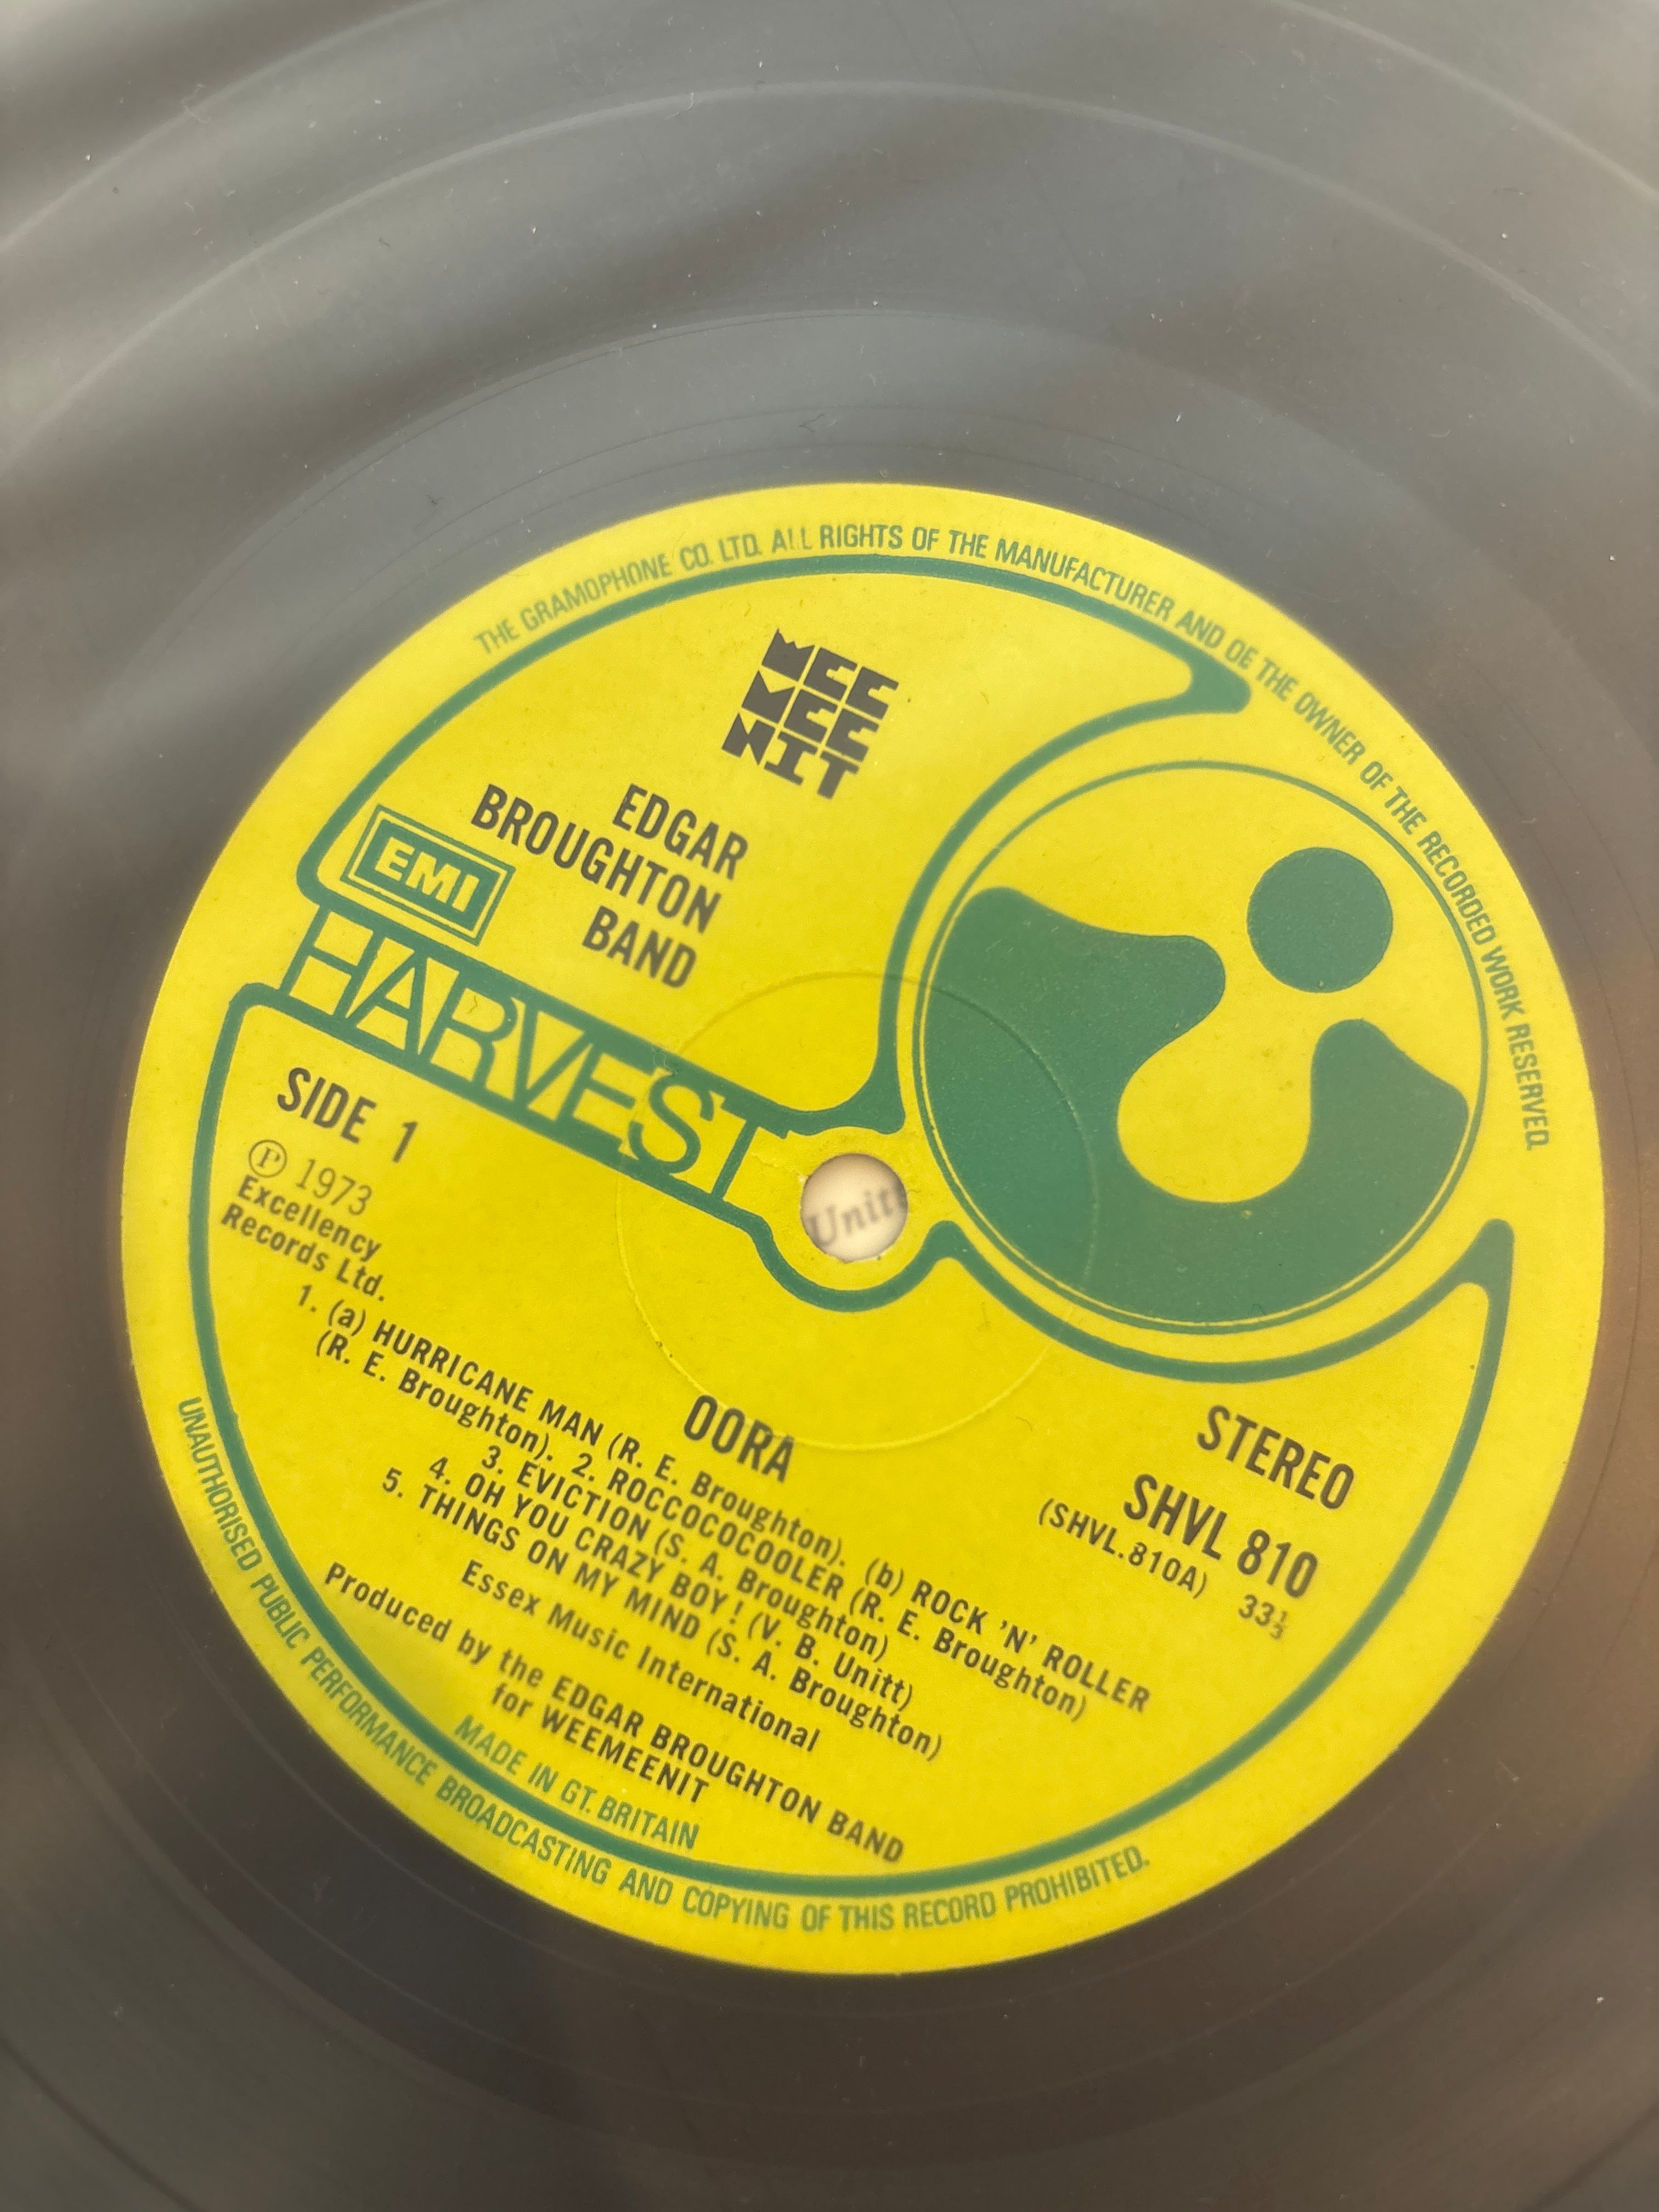 THE GRAMOPHONE CO. LTD. ALL RIGHTS OF THE MANUFACTURER AND OF THE OWNER OF THE RECORDED WORK RESERVED.
WEE
MEE
NIT
EDGAR
BROUGHTON
BAND
EMI
HARVEST
SIDE 1
Ⓟ 1973
Excellency
Records Ltd.
Unitt
STEREO
SHVL 810
(SHVL.810A) 33⅓
OORA
1. (a) HURRICANE MAN (R. E. Broughton). (b) ROCK 'N' ROLLER
(R. E. Broughton). 2. ROCCOCOCOOLER (R. E. Broughton)
3. EVICTION (S. A. Broughton)
4. OH YOU CRAZY BOY! (V. B. Unitt)
5. THINGS ON MY MIND (S. A. Broughton)
Essex Music International
Produced by the EDGAR BROUGHTON BAND
for WEEMEENIT
MADE IN GT. BRITAIN
UNAUTHORISED PUBLIC PERFORMANCE BROADCASTING AND COPYING OF THIS RECORD PROHIBITED.